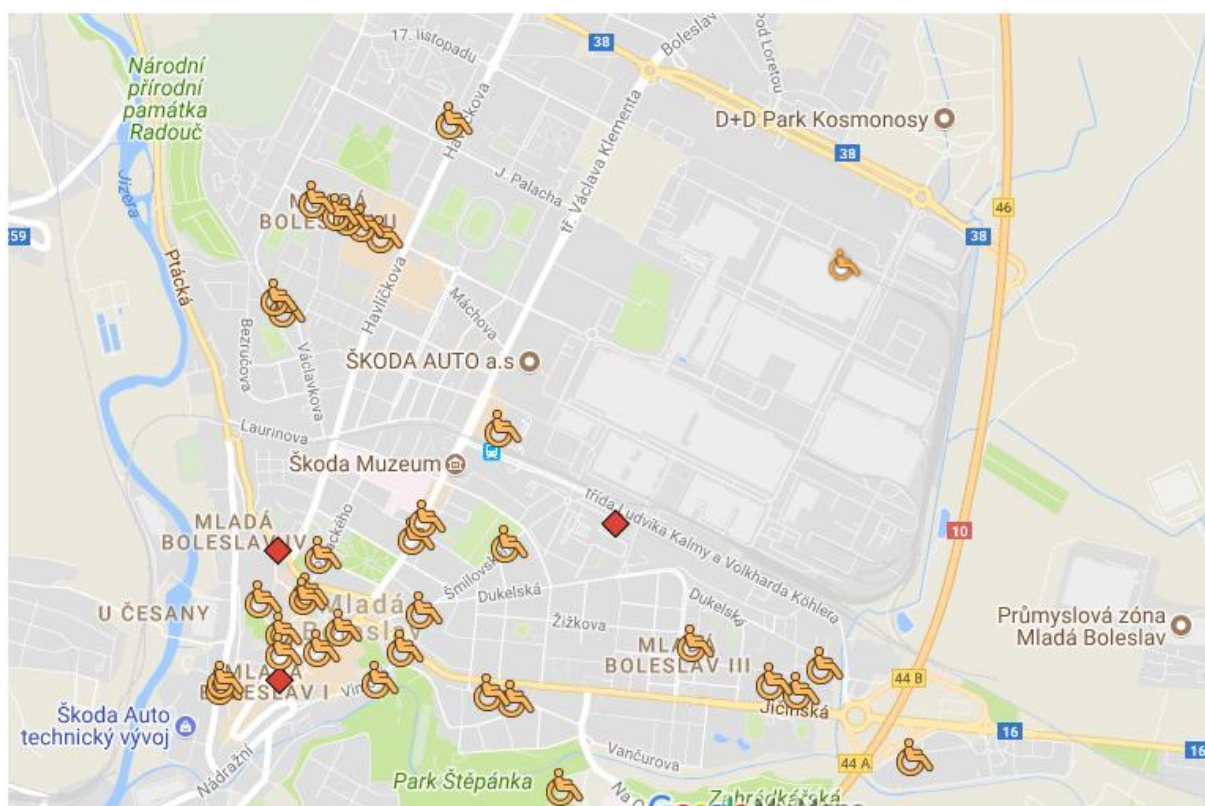 17. listopadu
38
Boleslav
Pod Loretou
Národní
přírodní
památka
Radouč
Jizera
D+D Park Kosmonosy
38
J. Palacha
tř. Václava Klementa
46
38
259
Ptácká
Havlíčkova
Máchova
Bezručova
Václavkova
ŠKODA AUTO a.s
Laurinova
Škoda Muzeum
třída Ludvíka Kalmy a Volkharda Köhlera
MLADÁ
BOLESLAV IV
10
U ČESANY
Šmilovského
Dukelská
Dukelská
Mladá
Boleslav
Žižkova
Průmyslová zóna
Mladá Boleslav
BOLESLAV III
BOLESLAV I
44 B
Jičínská
Škoda Auto
technický vývoj
16
16
Nádražní
Vančurova
44 A
Park Štěpánka